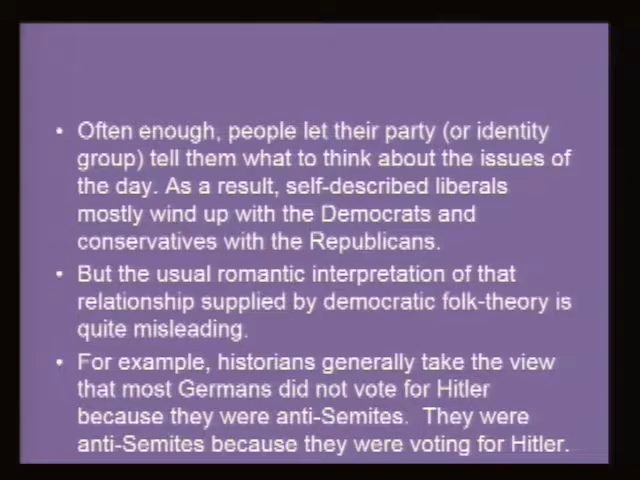 • Often enough, people let their party (or identity
group) tell them what to think about the issues of
the day. As a result, self-described liberals
mostly wind up with the Democrats and
conservatives with the Republicans.
• But the usual romantic interpretation of that
relationship supplied by democratic folk-theory is
quite misleading.
• For example, historians generally take the view
that most Germans did not vote for Hitler
because they were anti-Semites.  They were
anti-Semites because they were voting for Hitler.